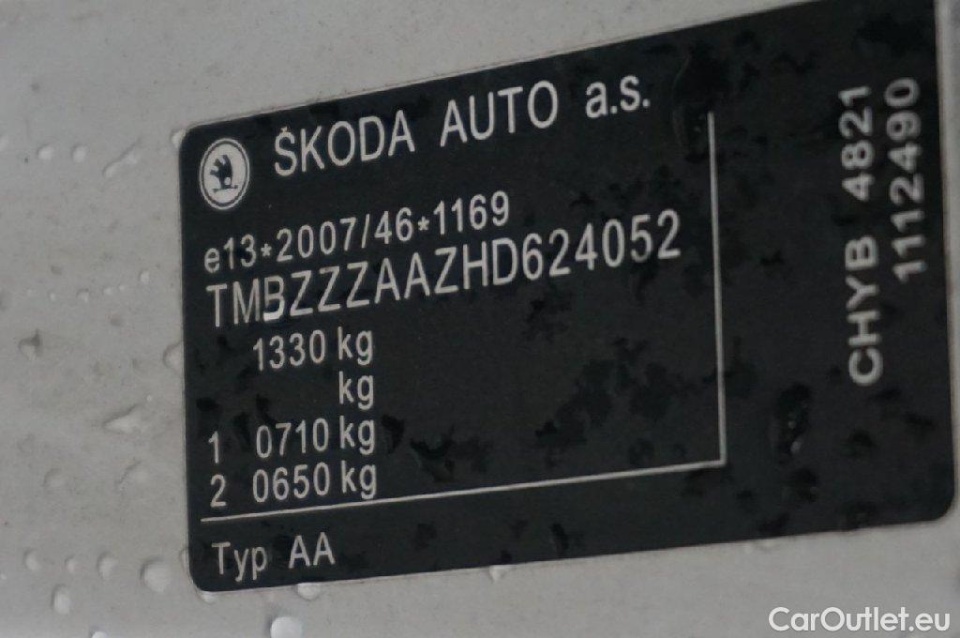 ŠKODA AUTO a.s.
e13*2007/46*1169
TMBZZZAAZHD624052
1330 kg
kg
1 0710 kg
2 0650 kg
Typ AA
CHYB 4821
1112490
CarOutlet.eu